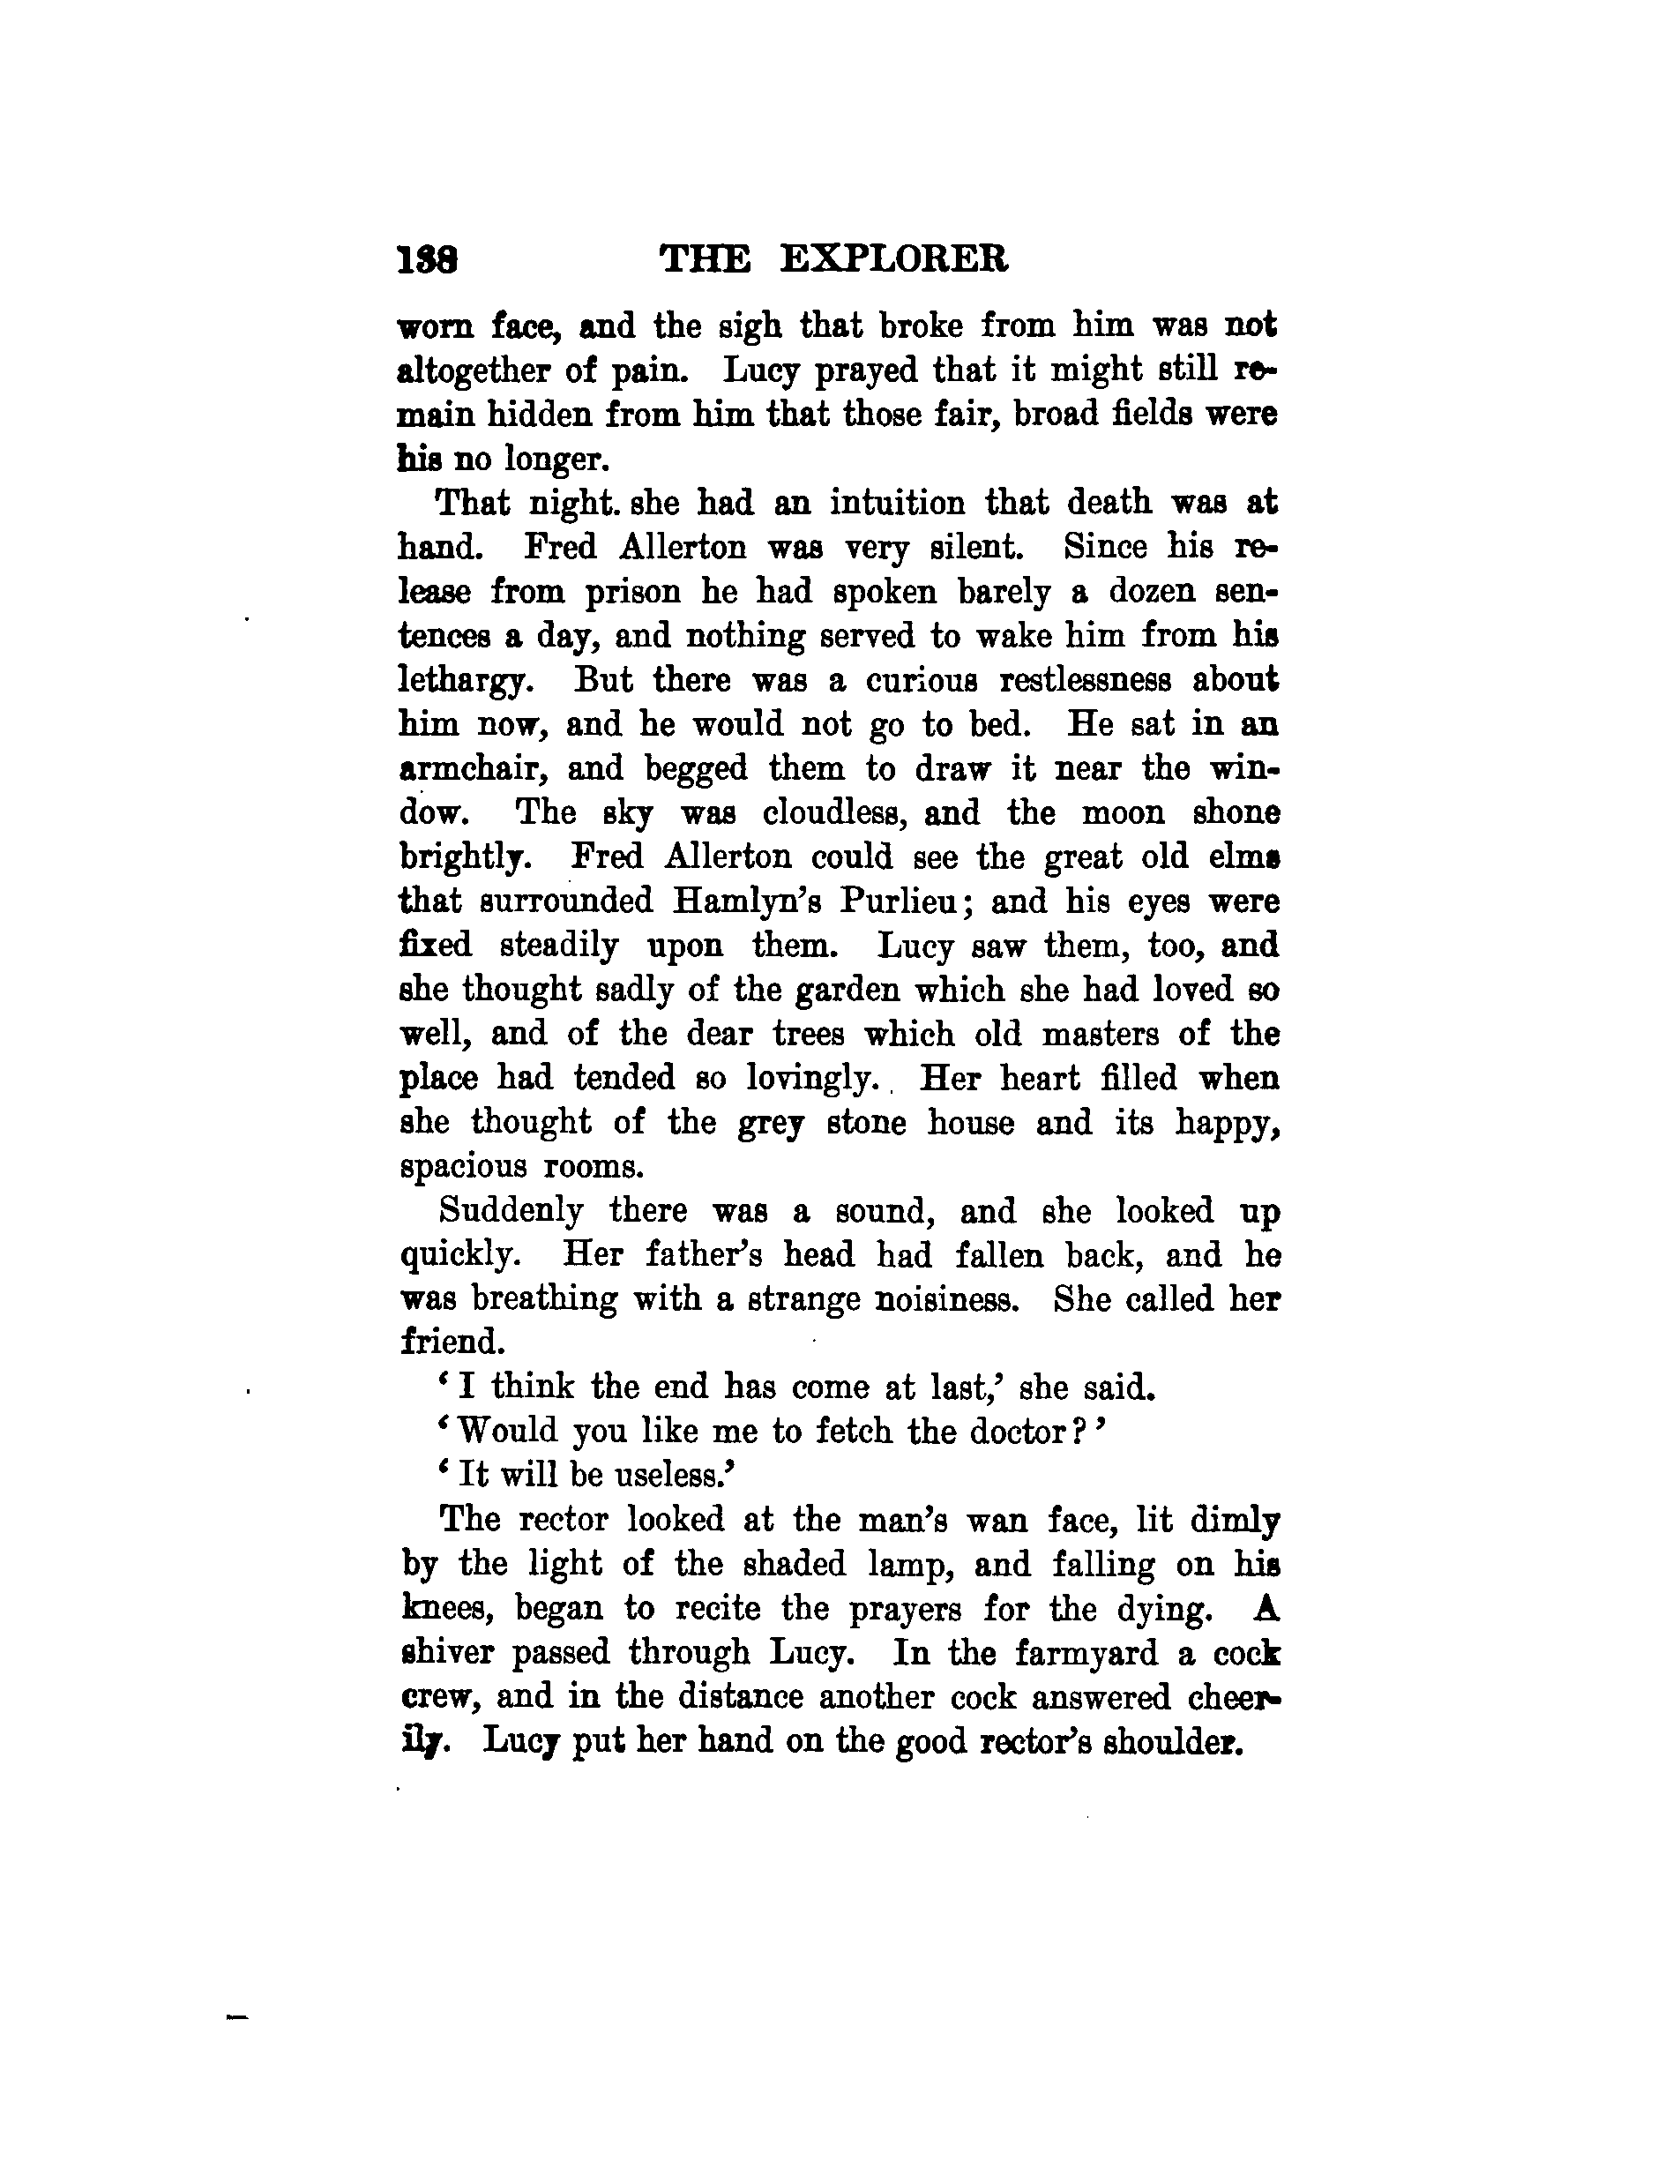 138 THE EXPLORER
worn face, and the sigh that broke from him was not
altogether of pain. Lucy prayed that it might still re-
main hidden from him that those fair, broad fields were
his no longer.
That night. she had an intuition that death was at
hand. Fred Allerton was very silent. Since his re-
lease from prison he had spoken barely a dozen sen-
tences a day, and nothing served to wake him from his
lethargy. But there was a curious restlessness about
him now, and he would not go to bed. He sat in an
armchair, and begged them to draw it near the win-
dow. The sky was cloudless, and the moon shone
brightly. Fred Allerton could see the great old elms
that surrounded Hamlyn's Purlieu; and his eyes were
fixed steadily upon them. Lucy saw them, too, and
she thought sadly of the garden which she had loved so
well, and of the dear trees which old masters of the
place had tended so lovingly. Her heart filled when
she thought of the grey stone house and its happy,
spacious rooms.
Suddenly there was a sound, and she looked up
quickly. Her father's head had fallen back, and he
was breathing with a strange noisiness. She called her
friend.
‘I think the end has come at last,’ she said.
‘Would you like me to fetch the doctor?’
‘It will be useless.’
The rector looked at the man's wan face, lit dimly
by the light of the shaded lamp, and falling on his
knees, began to recite the prayers for the dying. A
shiver passed through Lucy. In the farmyard a cock
crew, and in the distance another cock answered cheer-
ily. Lucy put her hand on the good rector's shoulder.